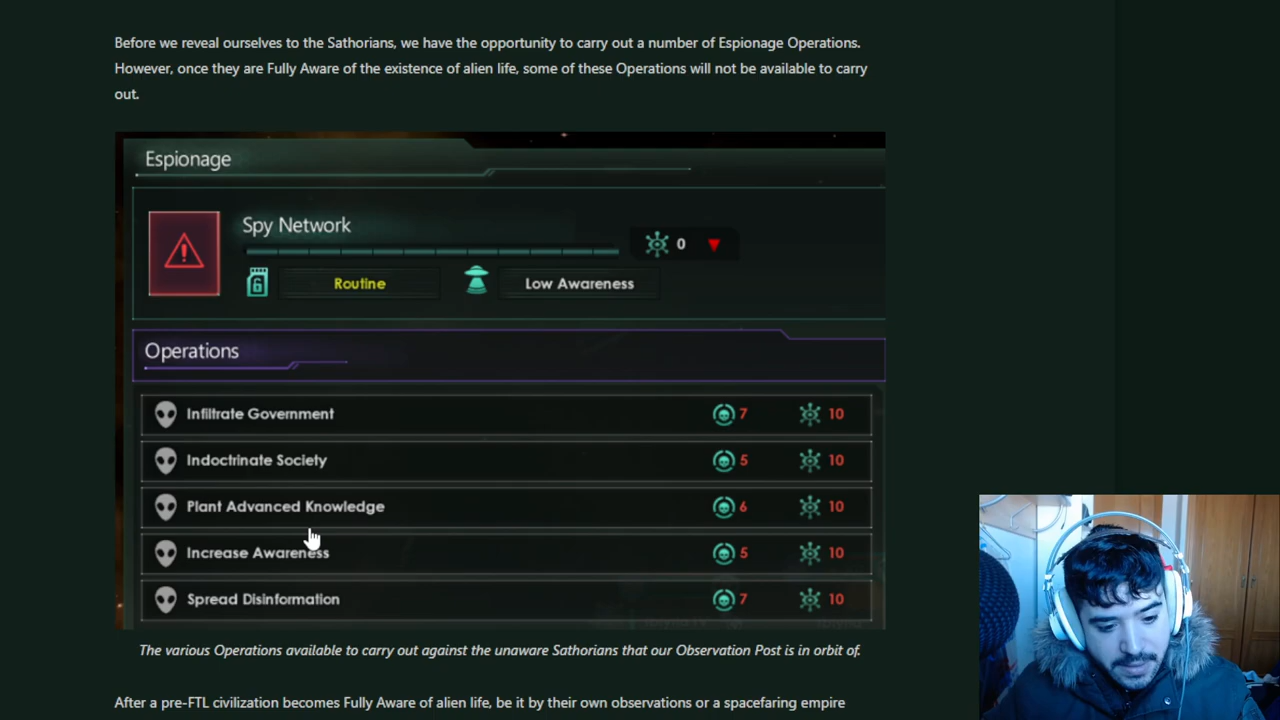 Before we reveal ourselves to the Sathorians, we have the opportunity to carry out a number of Espionage Operations.
However, once they are Fully Aware of the existence of alien life, some of these Operations will not be available to carry
out.
Espionage
Spy Network
0
6 Routine Low Awareness
Operations
Infiltrate Government 7 10
Indoctrinate Society 5 10
Plant Advanced Knowledge 6 10
Increase Awareness 5 10
Spread Disinformation 7 10
The various Operations available to carry out against the unaware Sathorians that our Observation Post is in orbit of.
After a pre-FTL civilization becomes Fully Aware of alien life, be it by their own observations or a spacefaring empire